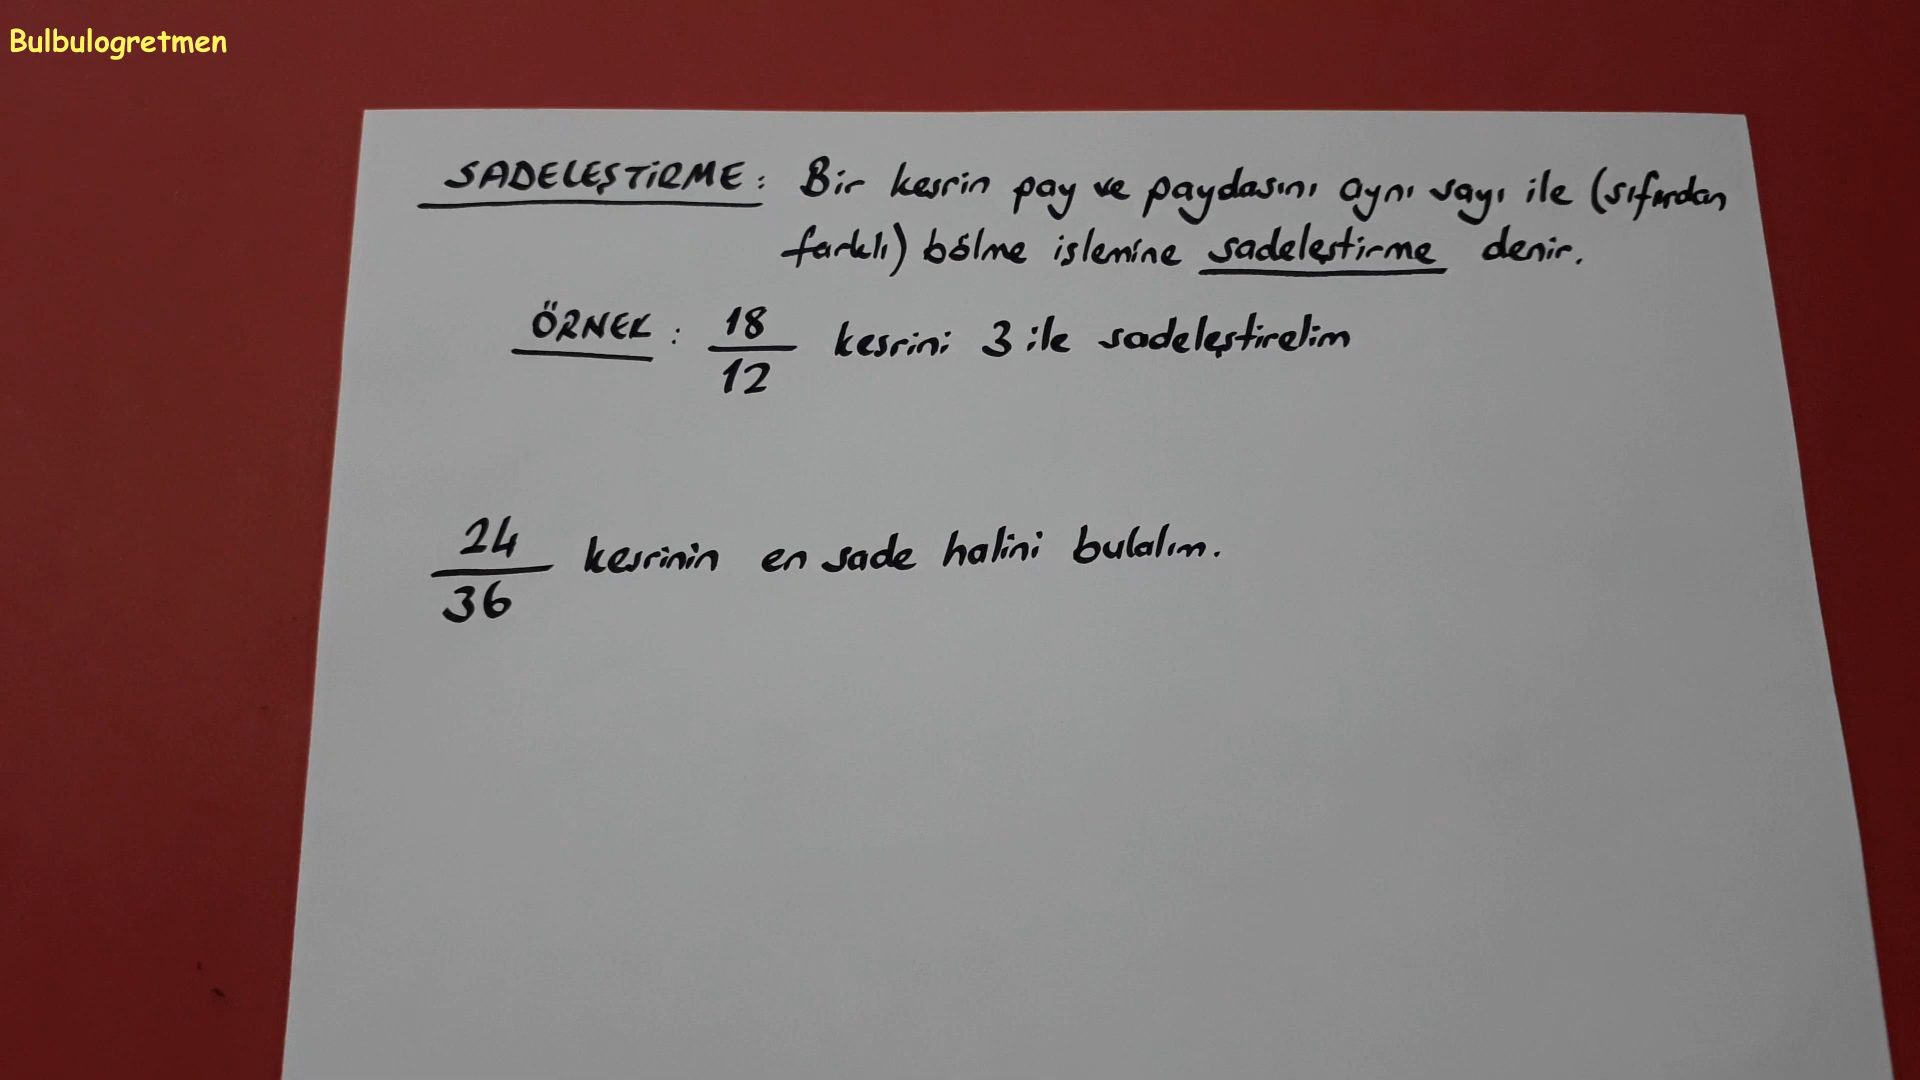 Bulbulogretmen
SADELEŞTİRME: Bir kesrin pay ve paydasını aynı sayı ile (sıfırdan
farklı) bölme işlemine sadeleştirme denir.
ÖRNEK : 18/12 kesrini 3 ile sadeleştirelim
24/36 kesrinin en sade halini bulalım.